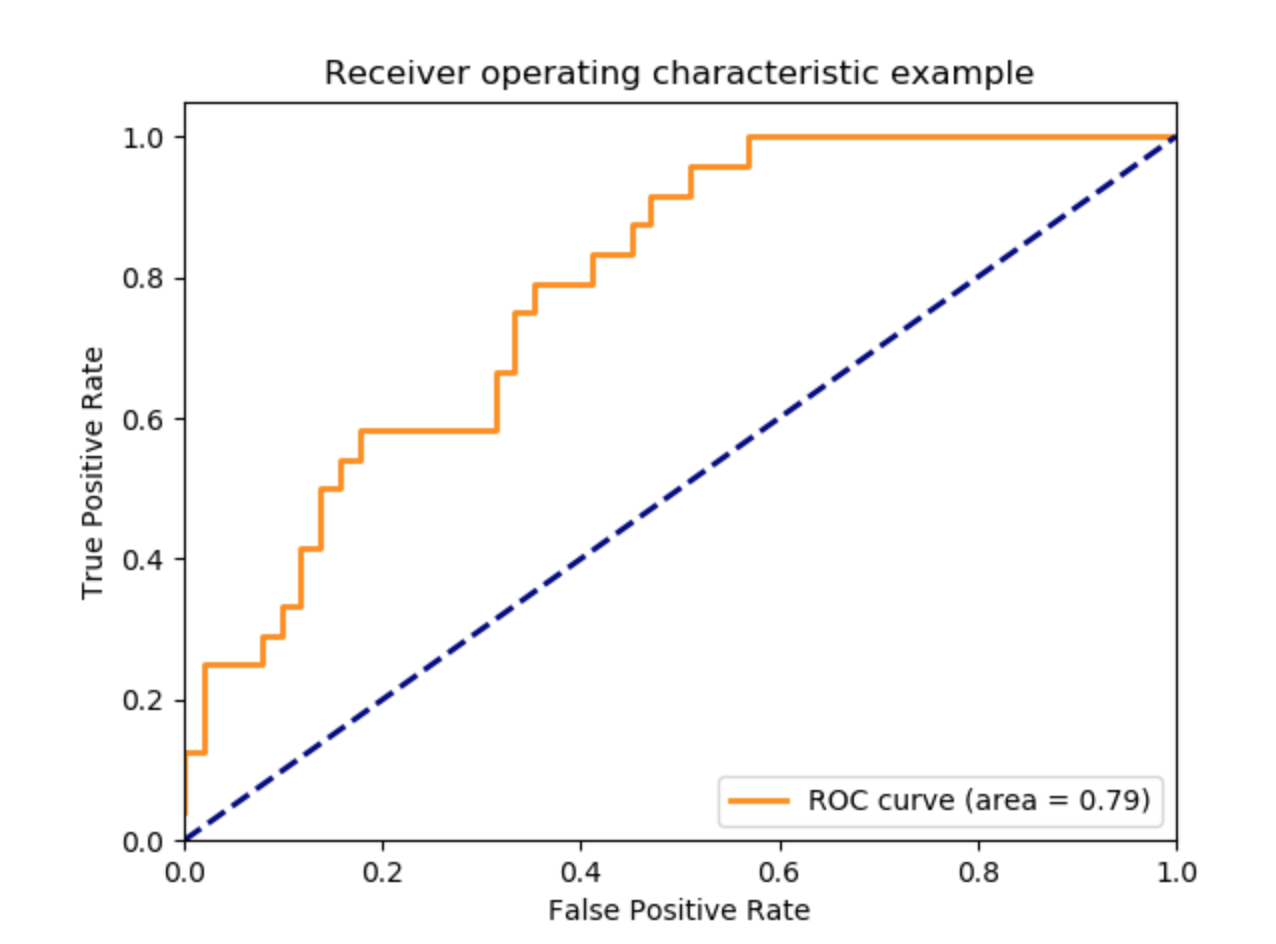 Receiver operating characteristic example
1.0
0.8
0.6
0.4
0.2
0.0
True Positive Rate
ROC curve (area = 0.79)
0.0 0.2 0.4 0.6 0.8 1.0
False Positive Rate